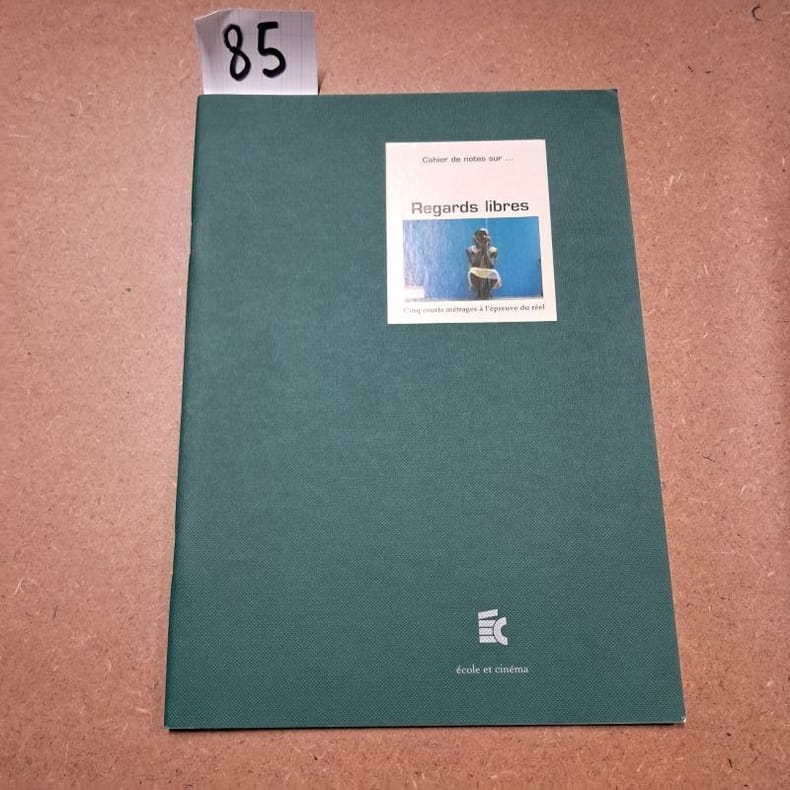 85
Cahier de notes sur ...
Regards libres
Cinq courts métrages à l'épreuve du réel
école et cinéma